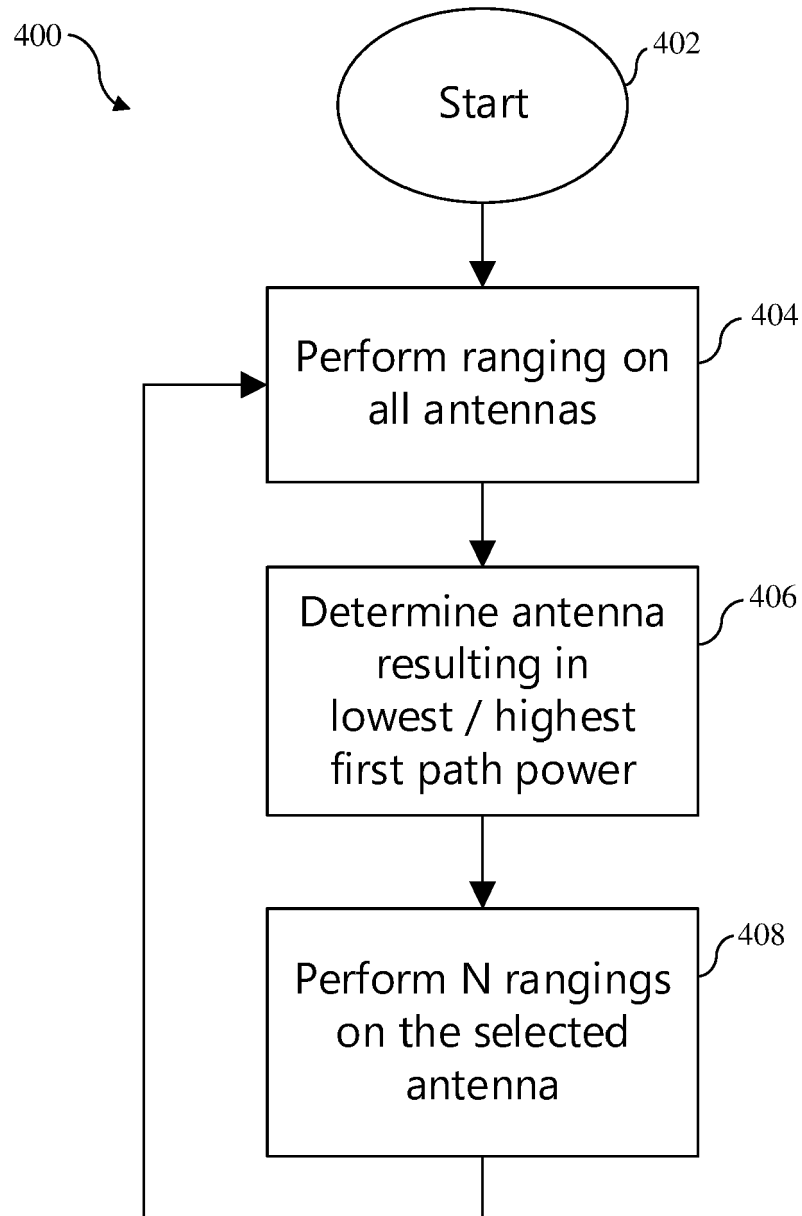 400
402
Start
404
Perform ranging on
all antennas
406
Determine antenna
resulting in
lowest / highest
first path power
408
Perform N rangings
on the selected
antenna